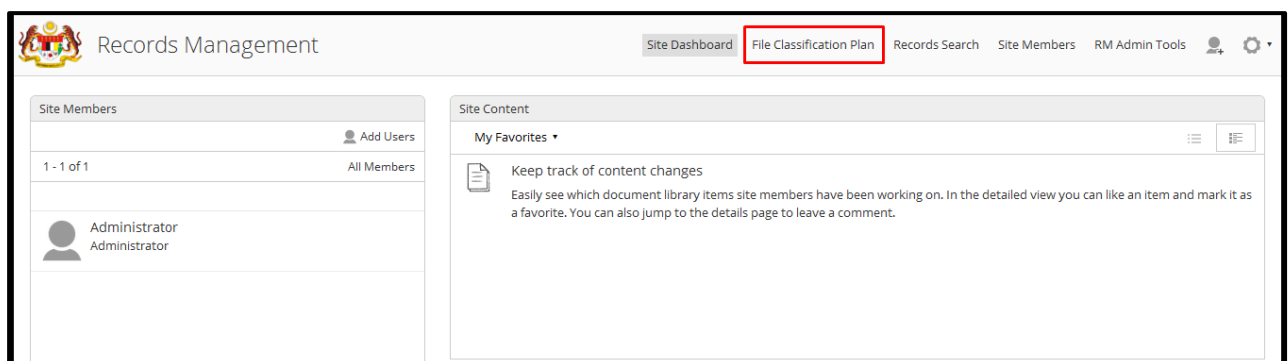 Records Management
Site Dashboard File Classification Plan Records Search Site Members RM Admin Tools
Site Members
Add Users
1 - 1 of 1 All Members
Administrator
Administrator
Site Content
My Favorites
Keep track of content changes
Easily see which document library items site members have been working on. In the detailed view you can like an item and mark it as
a favorite. You can also jump to the details page to leave a comment.